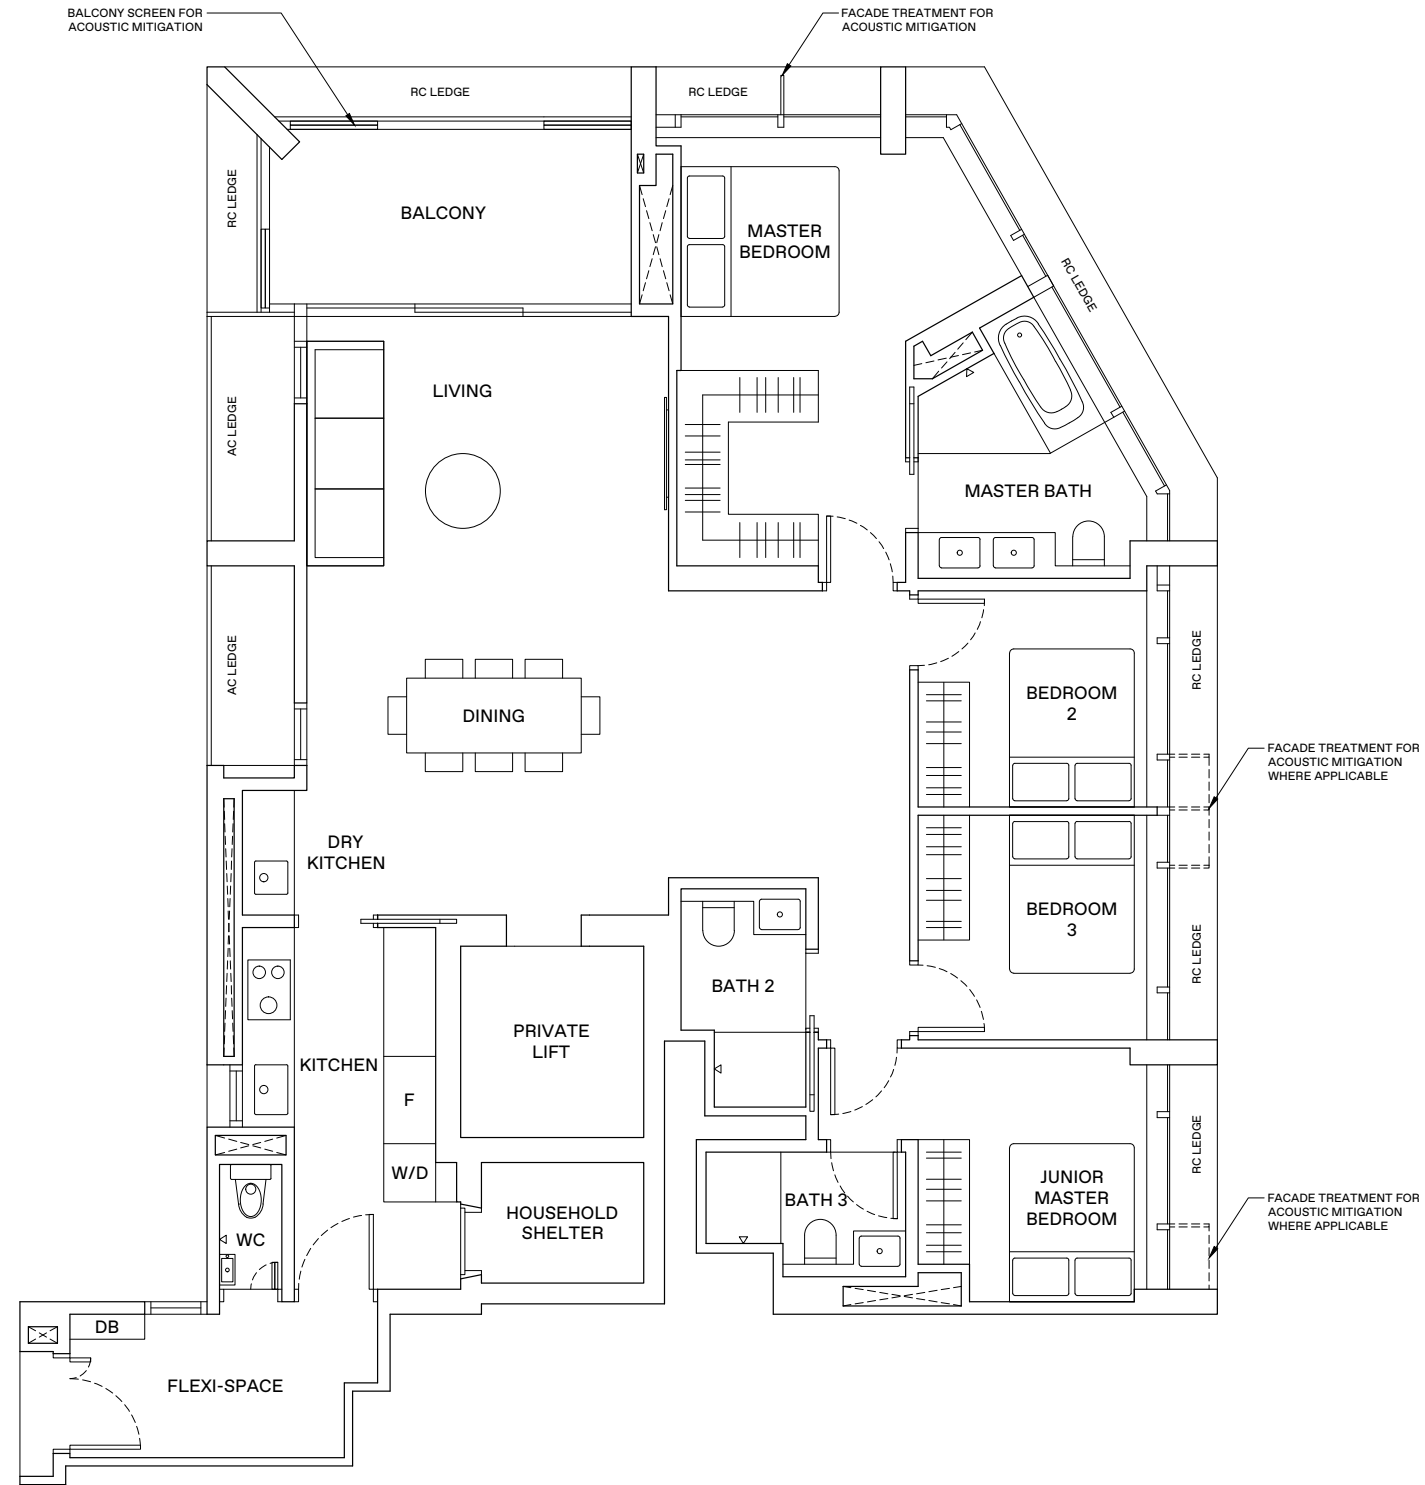 BALCONY SCREEN FOR
ACOUSTIC MITIGATION
FACADE TREATMENT FOR
ACOUSTIC MITIGATION
RC LEDGE
RC LEDGE
RC LEDGE
BALCONY
MASTER
BEDROOM
RC LEDGE
LIVING
AC LEDGE
MASTER BATH
AC LEDGE
DINING
BEDROOM
2
RC LEDGE
FACADE TREATMENT FOR
ACOUSTIC MITIGATION
WHERE APPLICABLE
DRY
KITCHEN
BEDROOM
3
RC LEDGE
BATH 2
PRIVATE
LIFT
KITCHEN
F
W/D
RC LEDGE
JUNIOR
MASTER
BEDROOM
BATH 3
HOUSEHOLD
SHELTER
FACADE TREATMENT FOR
ACOUSTIC MITIGATION
WHERE APPLICABLE
WC
DB
FLEXI-SPACE